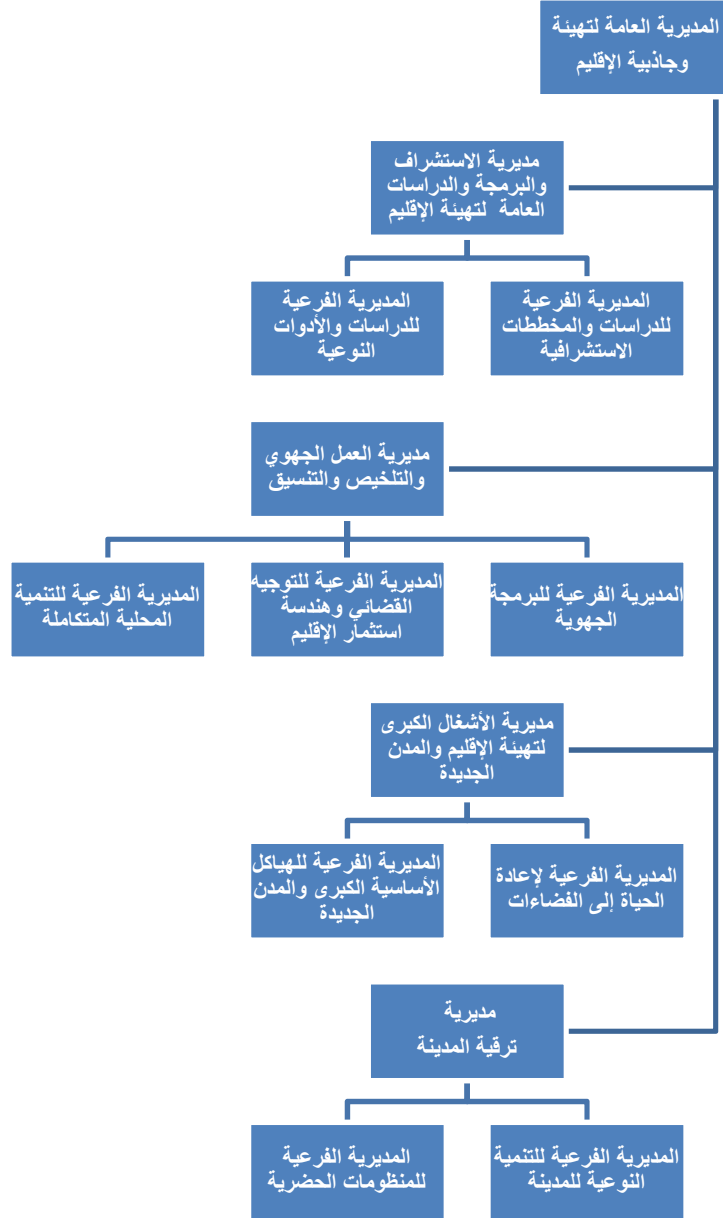 المديرية العامة لتهيئة
وجاذبية الإقليم
مديرية الاستشراف
والبرمجة والدراسات
العامة لتهيئة الإقليم
المديرية الفرعية
للدراسات والمخططات
الاستشرافية
المديرية الفرعية
للدراسات والأدوات
النوعية
مديرية العمل الجهوي
والتلخيص والتنسيق
المديرية الفرعية للبرمجة
الجهوية
المديرية الفرعية للتوجيه
الفضائي وهندسة
استثمار الإقليم
المديرية الفرعية للتنمية
المحلية المتكاملة
مديرية الأشغال الكبرى
لتهيئة الإقليم والمدن
الجديدة
المديرية الفرعية لإعادة
الحياة إلى الفضاءات
المديرية الفرعية للهياكل
الأساسية الكبرى والمدن
الجديدة
مديرية
ترقية المدينة
المديرية الفرعية للتنمية
النوعية للمدينة
المديرية الفرعية
للمنظومات الحضرية